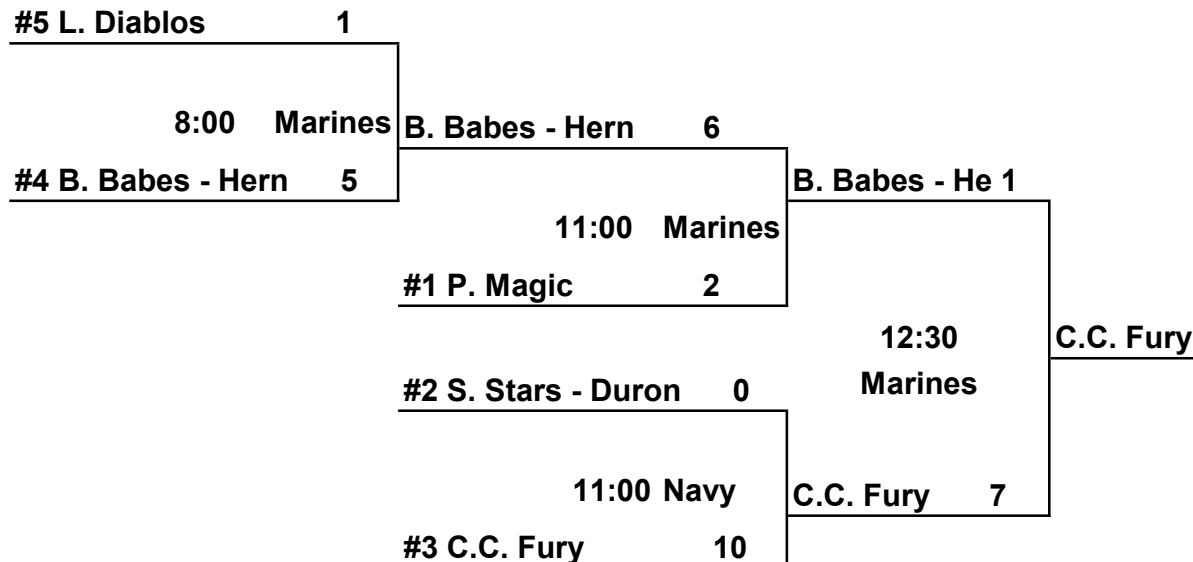 #5 L. Diablos 1
8:00 Marines
B. Babes - Hern 6
#4 B. Babes - Hern 5
B. Babes - He 1
11:00 Marines
#1 P. Magic 2
12:30
Marines
C.C. Fury
#2 S. Stars - Duron 0
11:00 Navy
C.C. Fury 7
#3 C.C. Fury 10